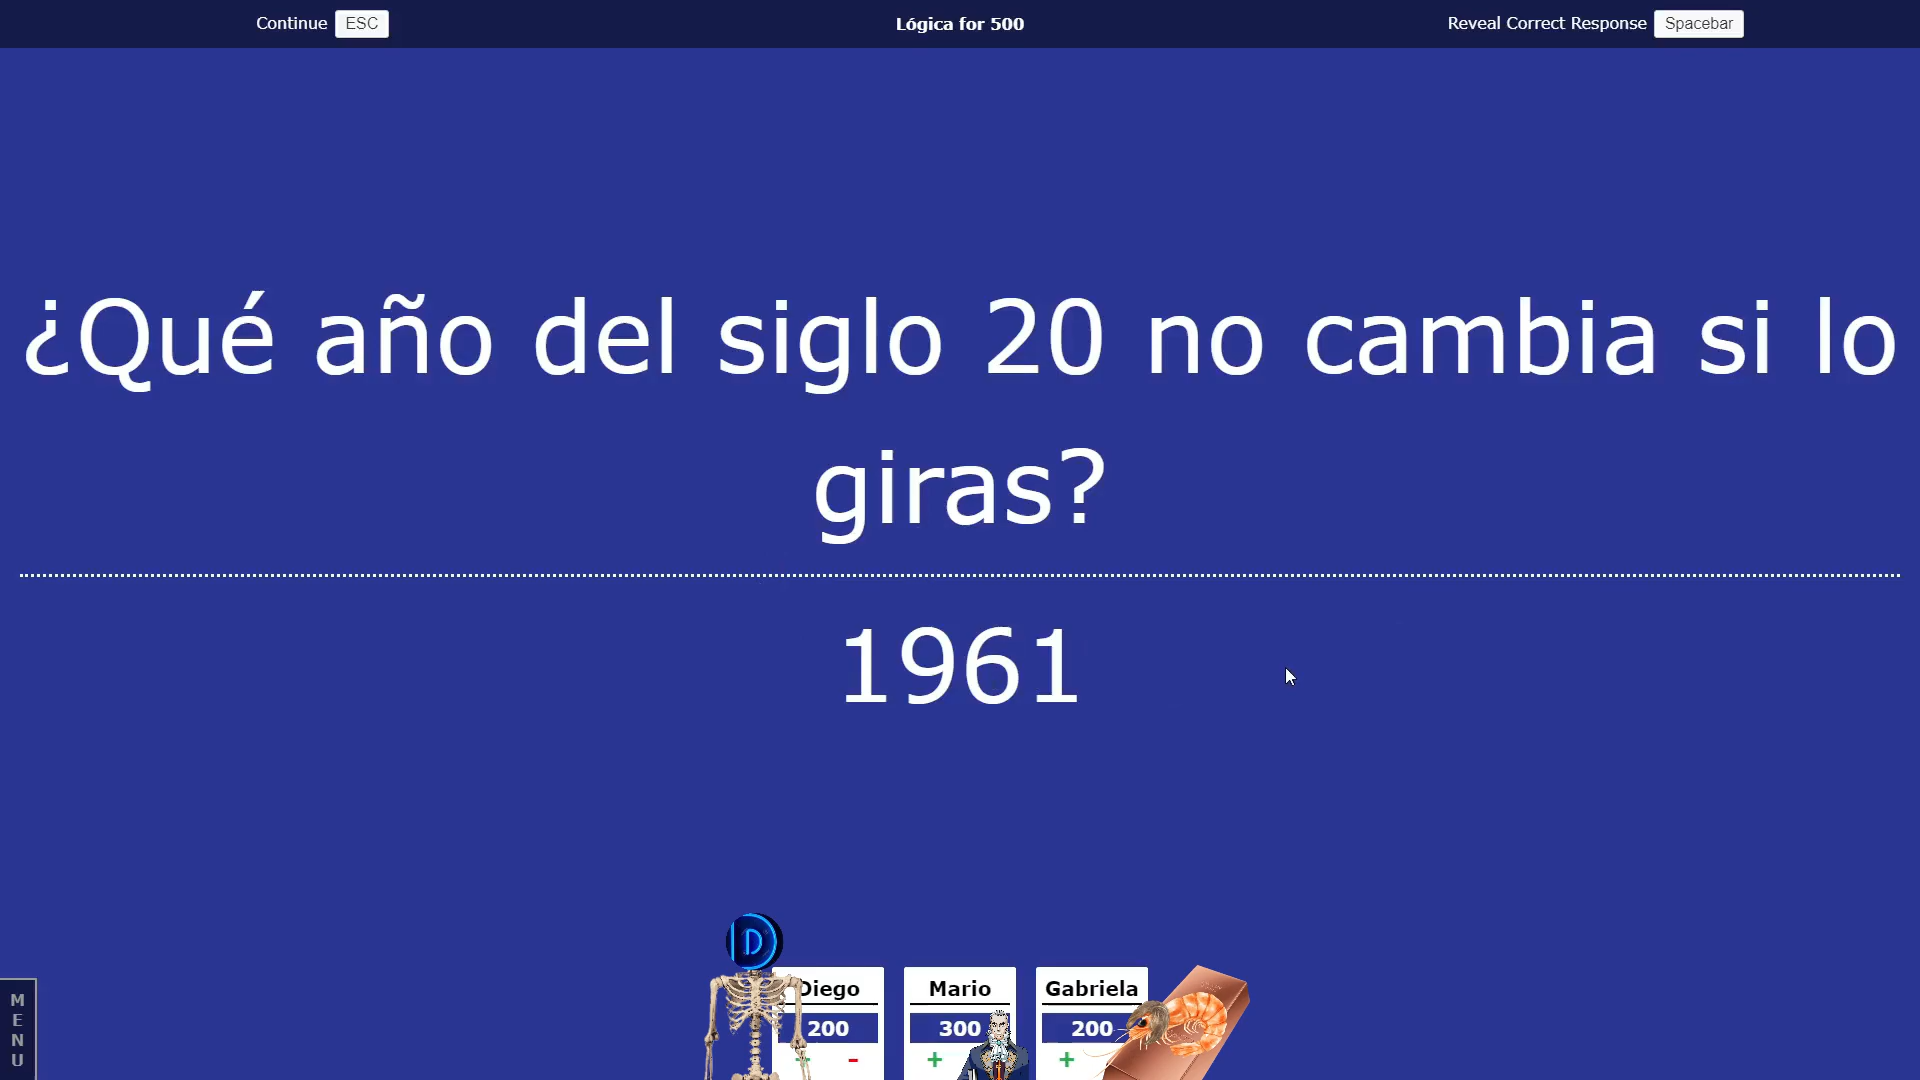 Continue ESC
Lógica for 500
Reveal Correct Response Spacebar
¿Qué año del siglo 20 no cambia si lo
giras?
1961
D
Diego
200
+ -
Mario
300
+
Gabriela
200
+
MENU